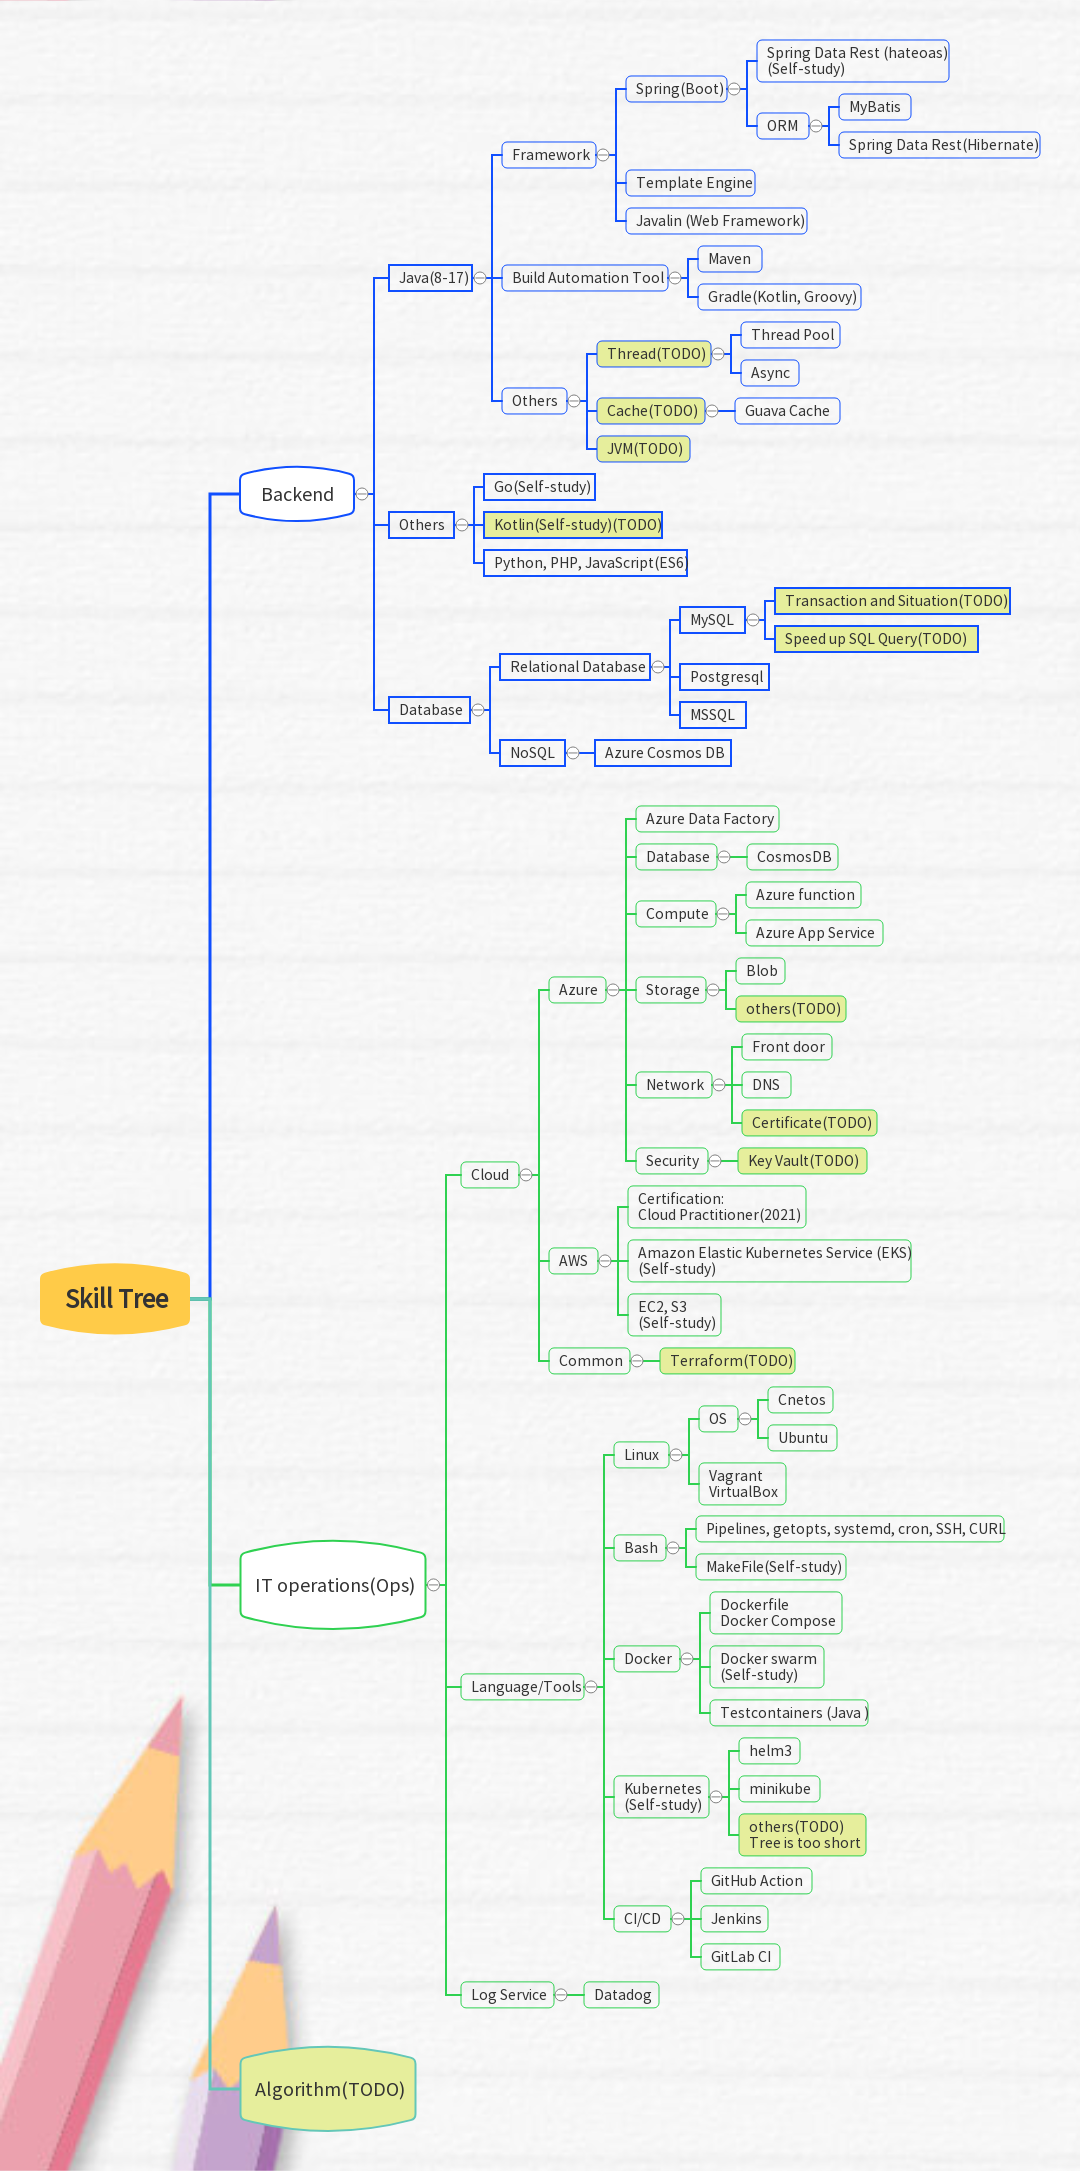 Spring Data Rest (hateoas)
(Self-study)
Spring(Boot)
MyBatis
ORM
Spring Data Rest(Hibernate)
Framework
Template Engine
Javalin (Web Framework)
Maven
Java(8-17)
Build Automation Tool
Gradle(Kotlin, Groovy)
Thread Pool
Thread(TODO)
Async
Others
Cache(TODO)
Guava Cache
JVM(TODO)
Backend
Go(Self-study)
Others
Kotlin(Self-study)(TODO)
Python, PHP, JavaScript(ES6)
Transaction and Situation(TODO)
MySQL
Speed up SQL Query(TODO)
Relational Database
Postgresql
Database
MSSQL
NoSQL
Azure Cosmos DB
Azure Data Factory
Database
CosmosDB
Azure function
Compute
Azure App Service
Blob
Azure
Storage
others(TODO)
Front door
Network
DNS
Certificate(TODO)
Security
Key Vault(TODO)
Cloud
Certification:
Cloud Practitioner(2021)
AWS
Amazon Elastic Kubernetes Service (EKS)
(Self-study)
Skill Tree
EC2, S3
(Self-study)
Common
Terraform(TODO)
Cnetos
OS
Ubuntu
Linux
Vagrant
VirtualBox
Pipelines, getopts, systemd, cron, SSH, CURL
Bash
MakeFile(Self-study)
IT operations(Ops)
Dockerfile
Docker Compose
Docker
Docker swarm
(Self-study)
Language/Tools
Testcontainers (Java )
helm3
Kubernetes
(Self-study)
minikube
others(TODO)
Tree is too short
GitHub Action
CI/CD
Jenkins
GitLab CI
Log Service
Datadog
Algorithm(TODO)